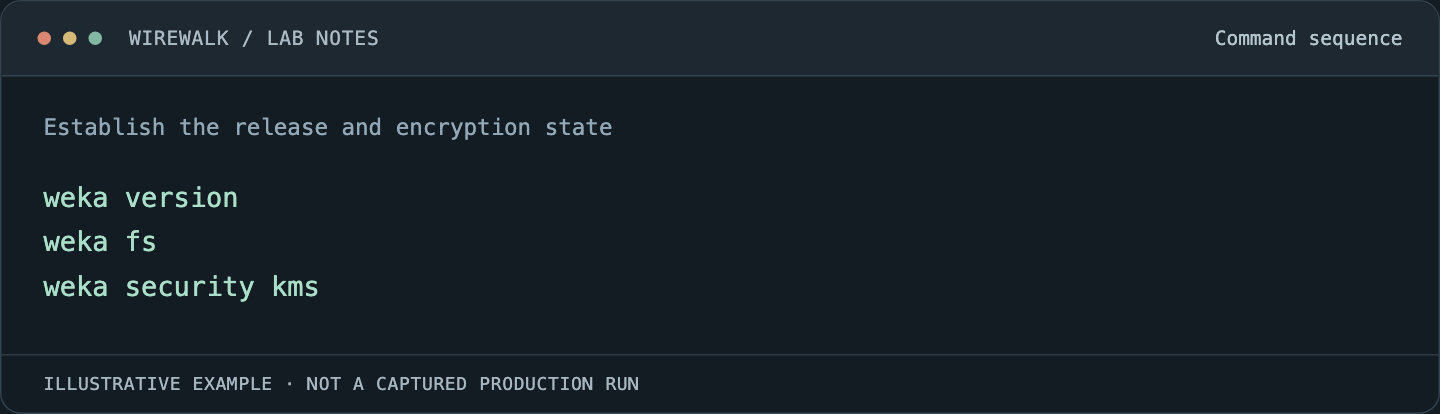 WIREWALK / LAB NOTES
Command sequence
Establish the release and encryption state
weka version
weka fs
weka security kms
ILLUSTRATIVE EXAMPLE · NOT A CAPTURED PRODUCTION RUN